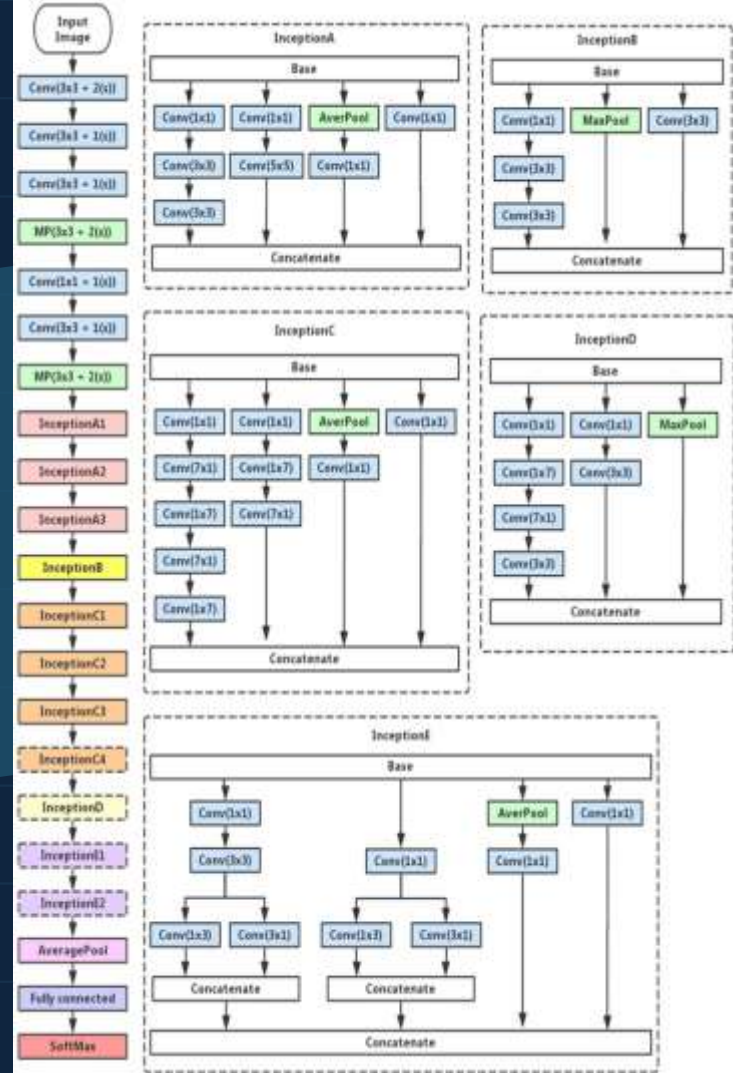 Input
Image
Conv(3x3 + 2(s))
Conv(3x3 + 1(s))
Conv(3x3 + 1(s))
MP(3x3 + 2(s))
Conv(1x1 + 1(s))
Conv(3x3 + 1(s))
MP(3x3 + 2(s))
InceptionA1
InceptionA2
InceptionA3
InceptionB
InceptionC1
InceptionC2
InceptionC3
InceptionC4
InceptionD
InceptionE1
InceptionE2
AveragePool
Fully connected
SoftMax
InceptionA
Base
Conv(1x1) Conv(1x1) AverPool Conv(1x1)
Conv(3x3) Conv(5x5) Conv(1x1)
Conv(3x3)
Concatenate
InceptionB
Base
Conv(1x1) MaxPool Conv(3x3)
Conv(3x3)
Conv(3x3)
Concatenate
InceptionC
Base
Conv(1x1) Conv(1x1) AverPool Conv(1x1)
Conv(7x1) Conv(1x7) Conv(1x1)
Conv(1x7) Conv(7x1)
Conv(7x1)
Conv(1x7)
Concatenate
InceptionD
Base
Conv(1x1) Conv(1x1) MaxPool
Conv(1x7) Conv(3x3)
Conv(7x1)
Conv(3x3)
Concatenate
InceptionE
Base
Conv(1x1) AverPool Conv(1x1)
Conv(3x3) Conv(1x1) Conv(1x1)
Conv(1x3) Conv(3x1) Conv(1x3) Conv(3x1)
Concatenate Concatenate
Concatenate